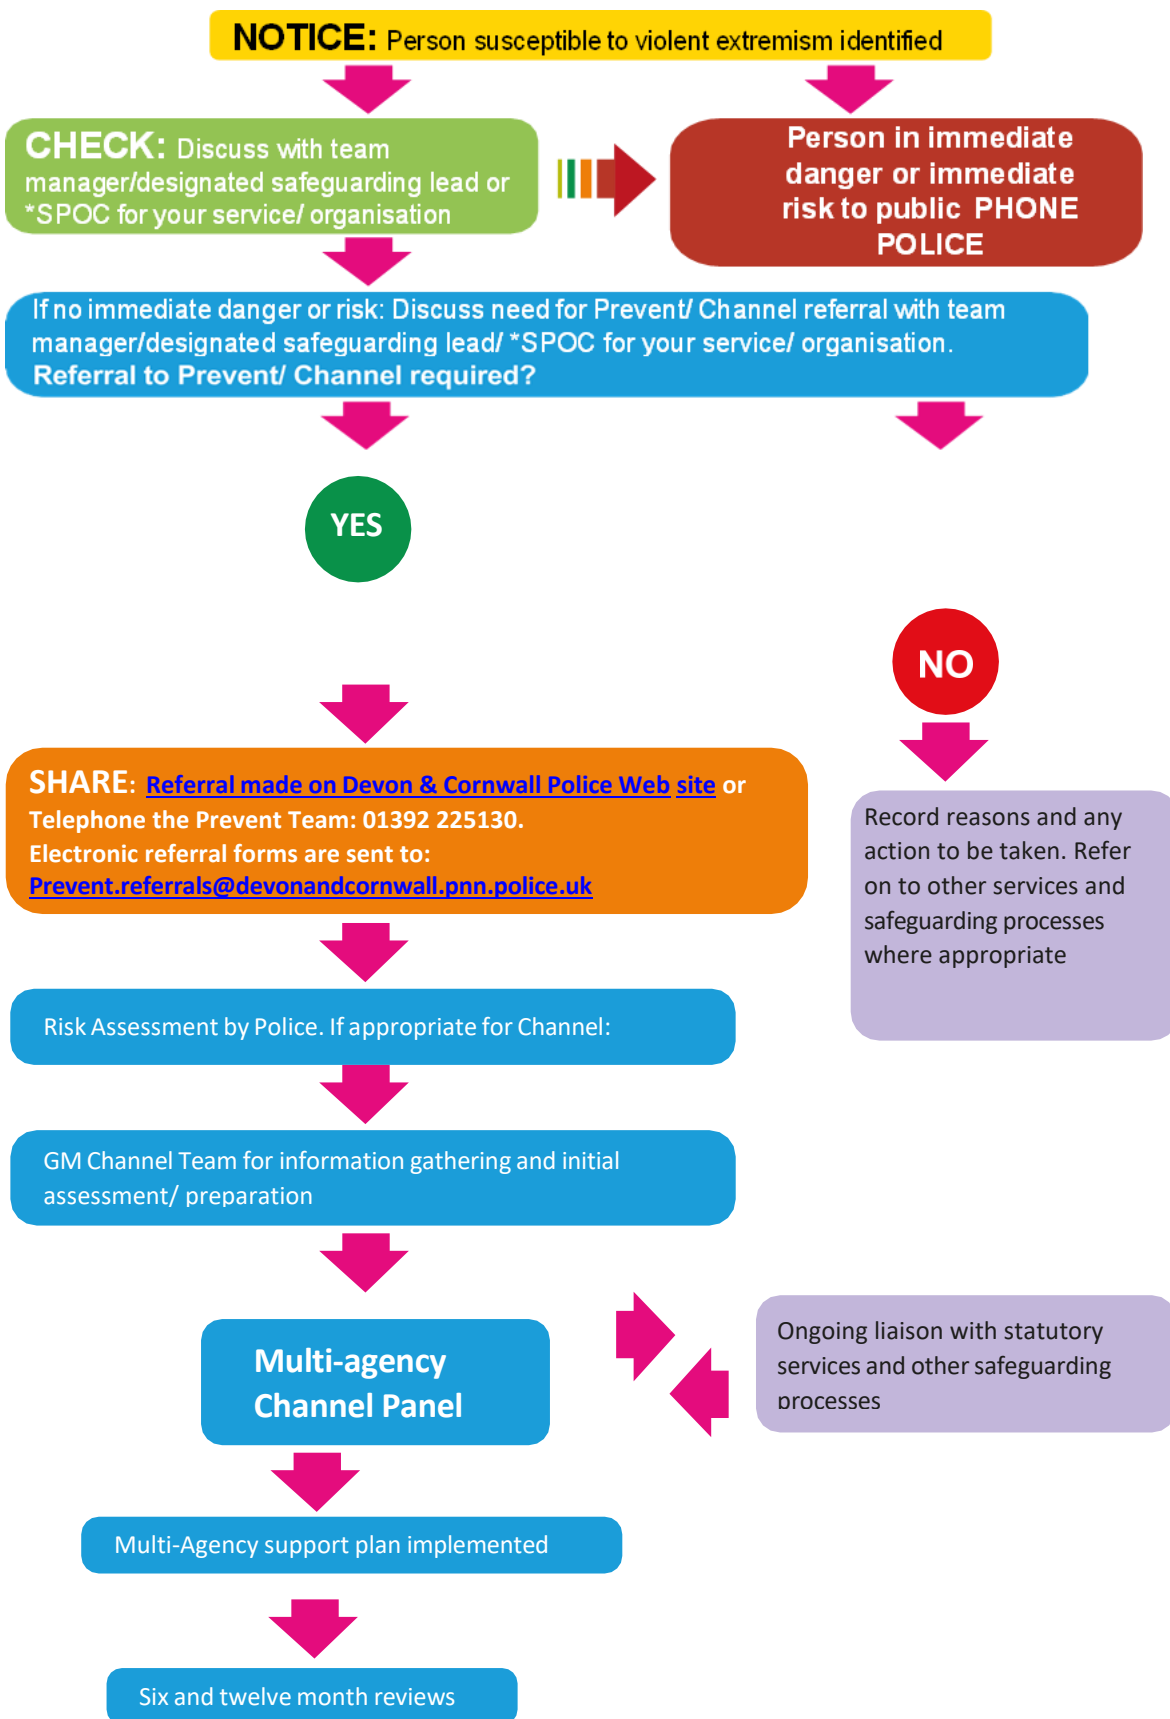 NOTICE: Person susceptible to violent extremism identified
CHECK: Discuss with team
manager/designated safeguarding lead or
*SPOC for your service/ organisation
Person in immediate
danger or immediate
risk to public PHONE
POLICE
If no immediate danger or risk: Discuss need for Prevent/ Channel referral with team
manager/designated safeguarding lead/ *SPOC for your service/ organisation.
Referral to Prevent/ Channel required?
YES
NO
SHARE: Referral made on Devon & Cornwall Police Web site or
Telephone the Prevent Team: 01392 225130.
Electronic referral forms are sent to:
Prevent.referrals@devonandcornwall.pnn.police.uk
Record reasons and any
action to be taken. Refer
on to other services and
safeguarding processes
where appropriate
Risk Assessment by Police. If appropriate for Channel:
GM Channel Team for information gathering and initial
assessment/ preparation
Multi-agency
Channel Panel
Ongoing liaison with statutory
services and other safeguarding
processes
Multi-Agency support plan implemented
Six and twelve month reviews